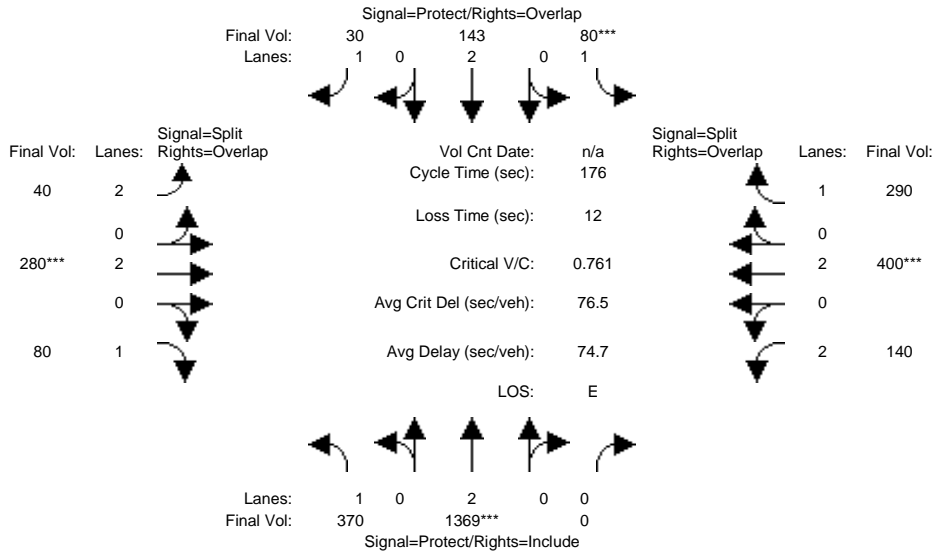 Signal=Protect/Rights=Overlap
Final Vol: 30 143 80***
Lanes: 1 0 2 0 1
Signal=Split
Final Vol: Lanes: Rights=Overlap
Vol Cnt Date: n/a
Signal=Split
Rights=Overlap Lanes: Final Vol:
Cycle Time (sec): 176
40 2
1 290
Loss Time (sec): 12
0
0
280*** 2
Critical V/C: 0.761
2 400***
0
Avg Crit Del (sec/veh): 76.5
0
80 1
Avg Delay (sec/veh): 74.7
2 140
LOS: E
Lanes: 1 0 2 0 0
Final Vol: 370 1369*** 0
Signal=Protect/Rights=Include